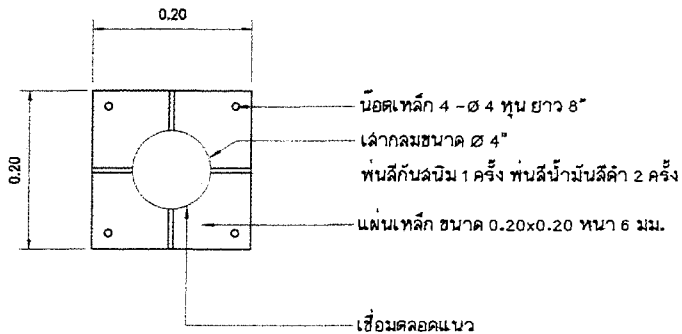 0.20
0.20
น๊อตเหล็ก 4 -Ø 4 หุน ยาว 8"
เสากลมขนาด Ø 4"
พ่นสีกันสนิม 1 ครั้ง พ่นสีน้ำมันสีดำ 2 ครั้ง
แผ่นเหล็ก ขนาด 0.20x0.20 หนา 6 มม.
เชื่อมตลอดแนว